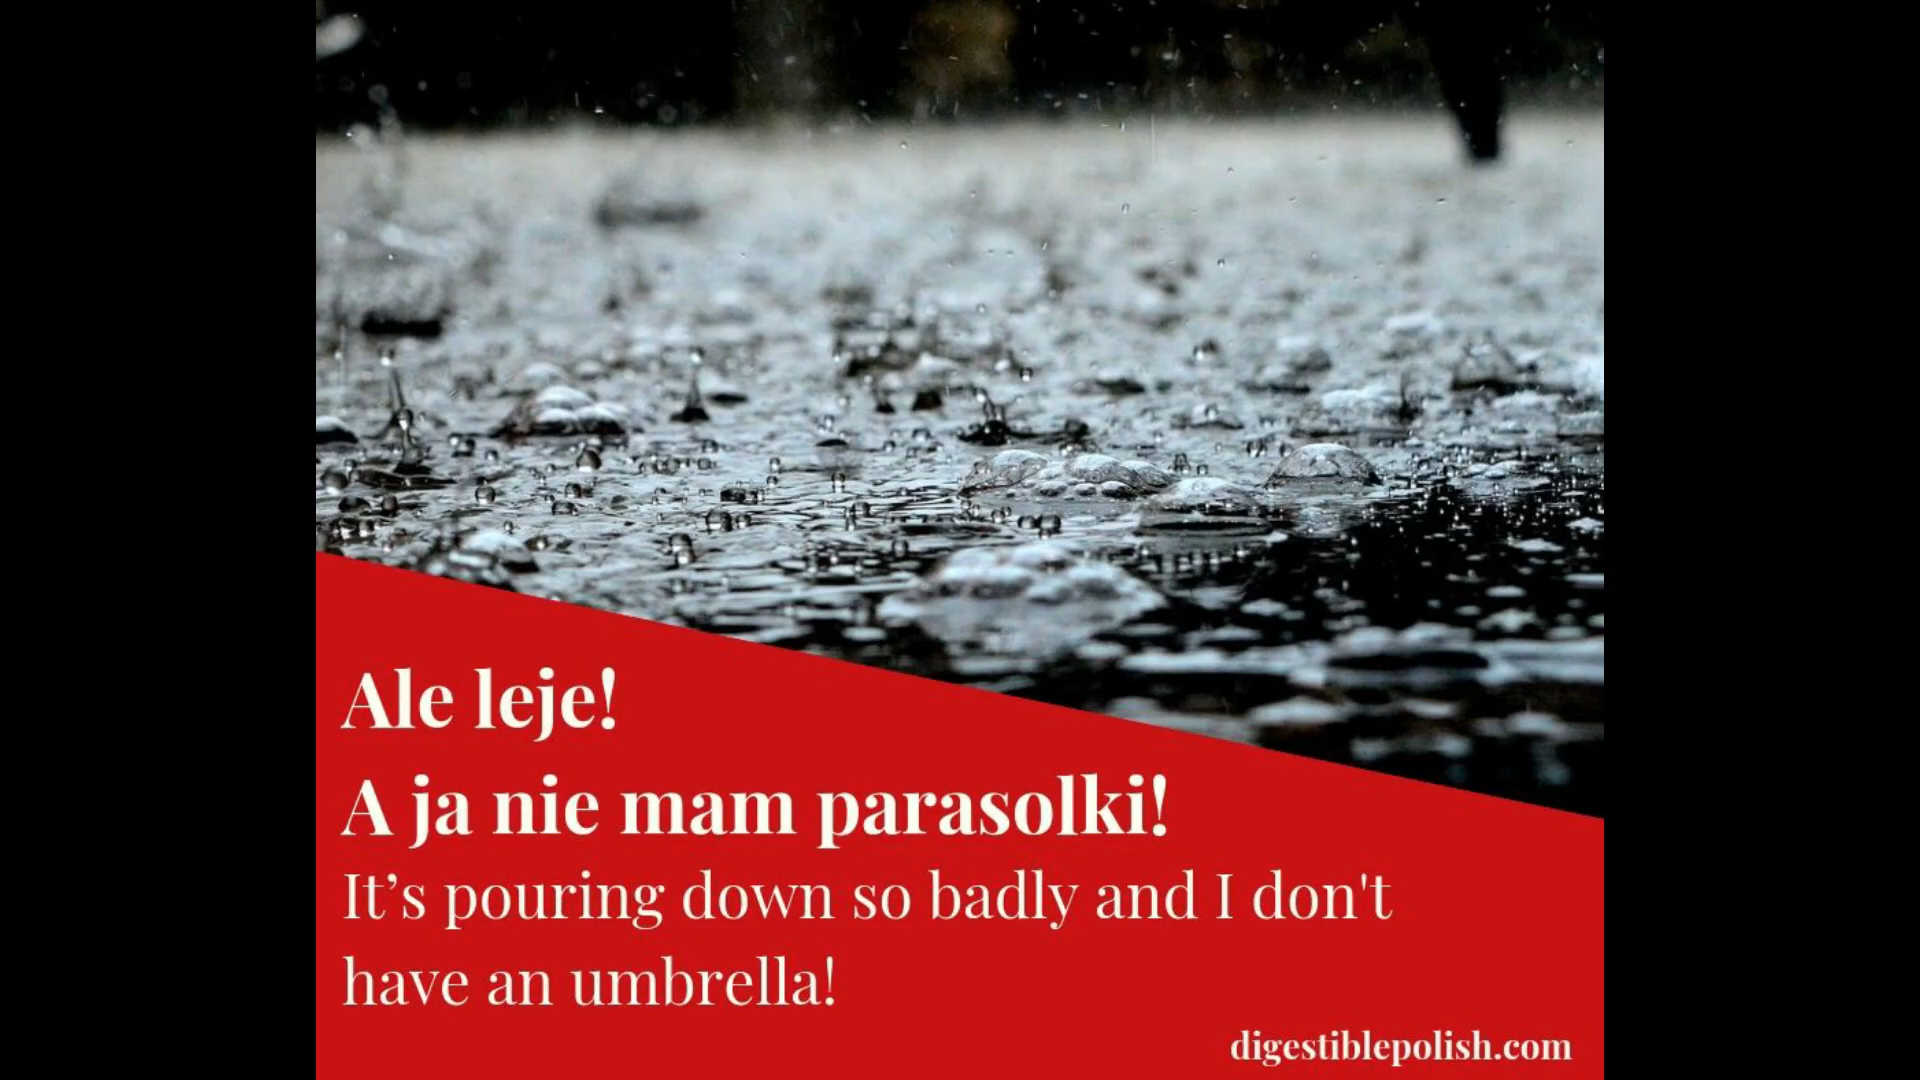 Ale leje!
A ja nie mam parasolki!
It’s pouring down so badly and I don't
have an umbrella!
digestiblepolish.com